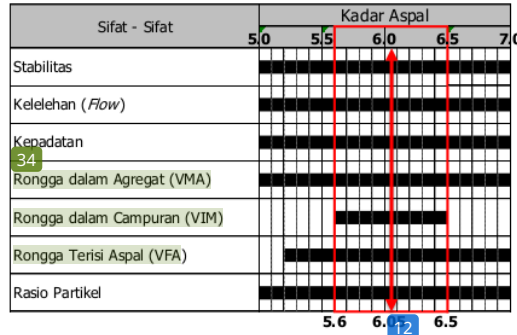 Sifat - Sifat
Kadar Aspal
5.0 5.5 6.0 6.5 7.0
Stabilitas
Kelelehan (Flow)
Kepadatan
34
Rongga dalam Agregat (VMA)
Rongga dalam Campuran (VIM)
Rongga Terisi Aspal (VFA)
Rasio Partikel
5.6 6.05 6.5
12